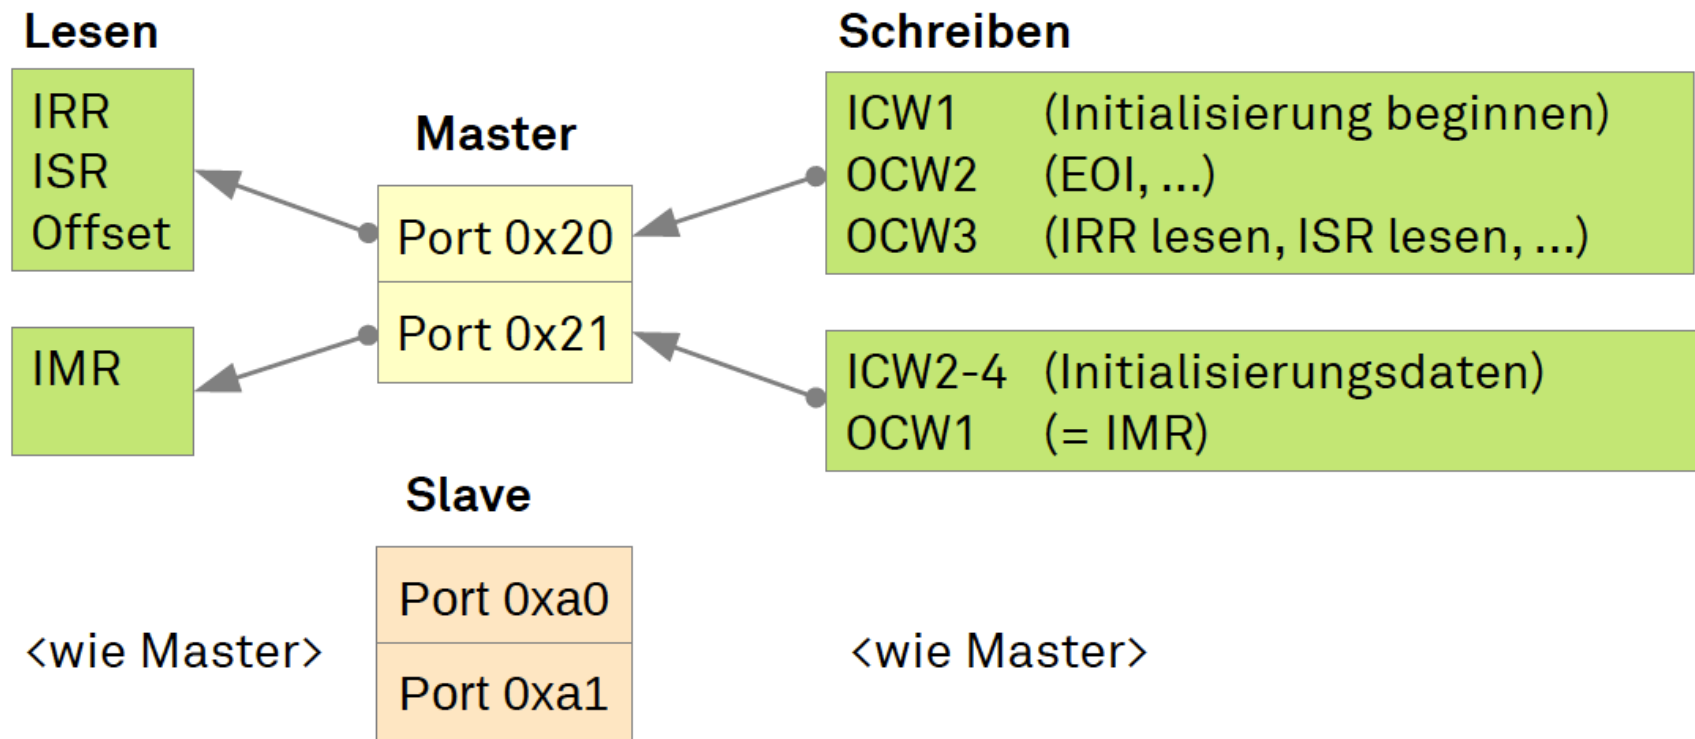 Lesen
IRR
ISR
Offset
IMR
Master
Port 0x20
Port 0x21
Schreiben
ICW1 (Initialisierung beginnen)
OCW2 (EOI, ...)
OCW3 (IRR lesen, ISR lesen, ...)
ICW2-4 (Initialisierungsdaten)
OCW1 (= IMR)
Slave
<wie Master>
Port 0xa0
Port 0xa1
<wie Master>